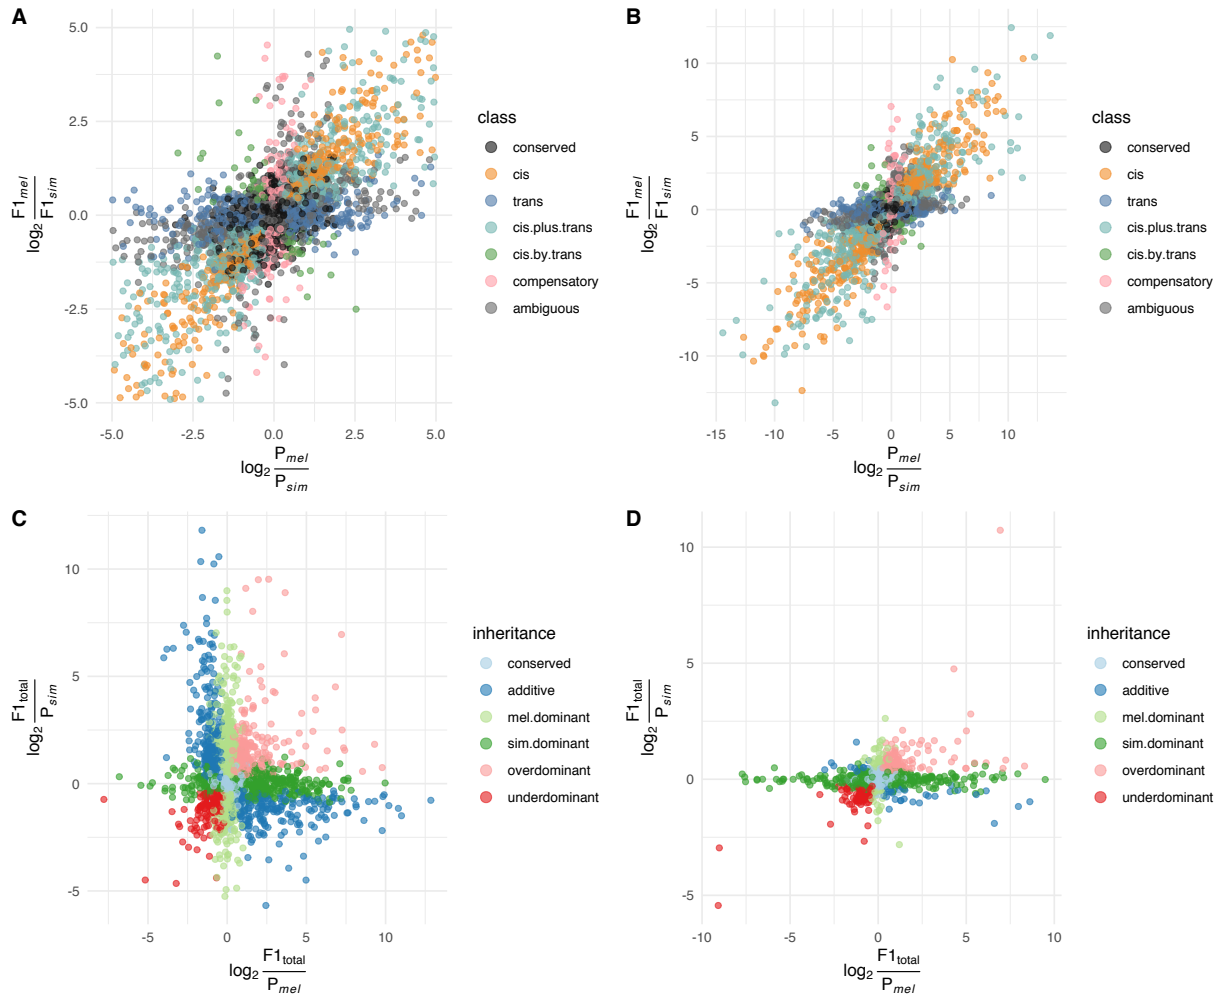 A
5.0
2.5
0.0
-2.5
-5.0
log2 F1mel
F1sim
-5.0 -2.5 0.0 2.5 5.0
log2 Pmel
Psim
class
conserved
cis
trans
cis.plus.trans
cis.by.trans
compensatory
ambiguous
B
10
5
0
-5
-10
log2 F1mel
F1sim
-15 -10 -5 0 5 10
log2 Pmel
Psim
class
conserved
cis
trans
cis.plus.trans
cis.by.trans
compensatory
ambiguous
C
10
5
0
-5
log2 F1total
Psim
-5 0 5 10
log2 F1total
Pmel
inheritance
conserved
additive
mel.dominant
sim.dominant
overdominant
underdominant
D
10
5
0
-5
log2 F1total
Psim
-10 -5 0 5 10
log2 F1total
Pmel
inheritance
conserved
additive
mel.dominant
sim.dominant
overdominant
underdominant